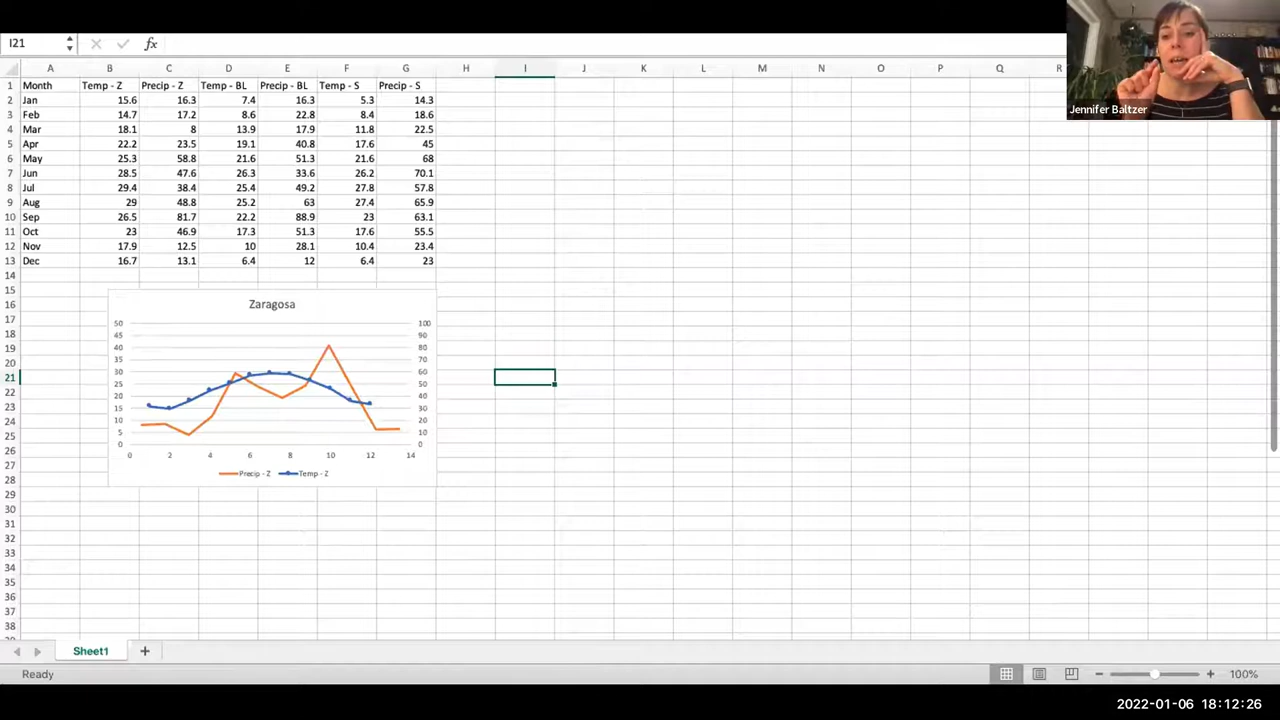 I21 fx
A B C D E F G H I J K L M N O P Q R
1 Month Temp - Z Precip - Z Temp - BL Precip - BL Temp - S Precip - S
2 Jan 15.6 16.3 7.4 16.3 5.3 14.3
3 Feb 14.7 17.2 8.6 22.8 8.4 18.6
4 Mar 18.1 8 13.9 17.9 11.8 22.5
5 Apr 22.2 23.5 19.1 40.8 17.6 45
6 May 25.3 58.8 21.6 51.3 21.6 68
7 Jun 28.5 47.6 26.3 33.6 26.2 70.1
8 Jul 29.4 38.4 25.4 49.2 27.8 57.8
9 Aug 29 48.8 25.2 63 27.4 65.9
10 Sep 26.5 81.7 22.2 88.9 23 63.1
11 Oct 23 46.9 17.3 51.3 17.6 55.5
12 Nov 17.9 12.5 10 28.1 10.4 23.4
13 Dec 16.7 13.1 6.4 12 6.4 23
14
15
16
17
18
19
20
21
22
23
24
25
26
27
28
29
30
31
32
33
34
35
36
37
38
Zaragosa
50 100
45 90
40 80
35 70
30 60
25 50
20 40
15 30
10 20
5 10
0 0
0 2 4 6 8 10 12 14
Precip - Z Temp - Z
Jennifer Baltzer
Sheet1
Ready 100%
2022-01-06 18:12:26